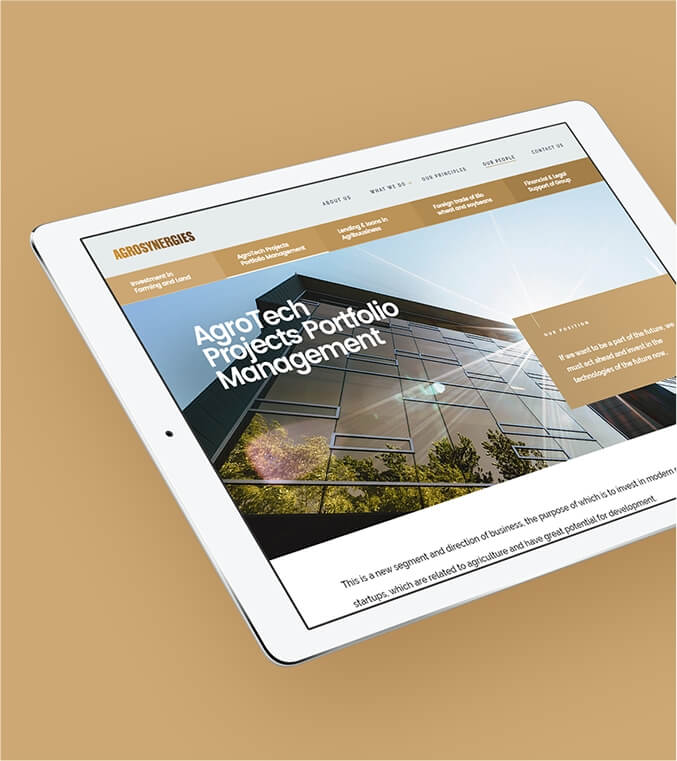 ABOUT US
WHAT WE DO
OUR PRINCIPLES
OUR PEOPLE
CONTACT US
AGROSYNERGIES
Investment in
Farming and Land
AgroTech Projects
Portfolio Management
Lending & loans in
Agribusiness
Foreign trade of
wheat and soybeans
Financial & Legal
Support of Group
AgroTech
Projects Portfolio
Management
OUR POSITION
If we want to be a part of the future, we
must act ahead and invest in the
technologies of the future now.
This is a new segment and direction of business, the purpose of which is to invest in modern
startups, which are related to agriculture and have great potential for development.